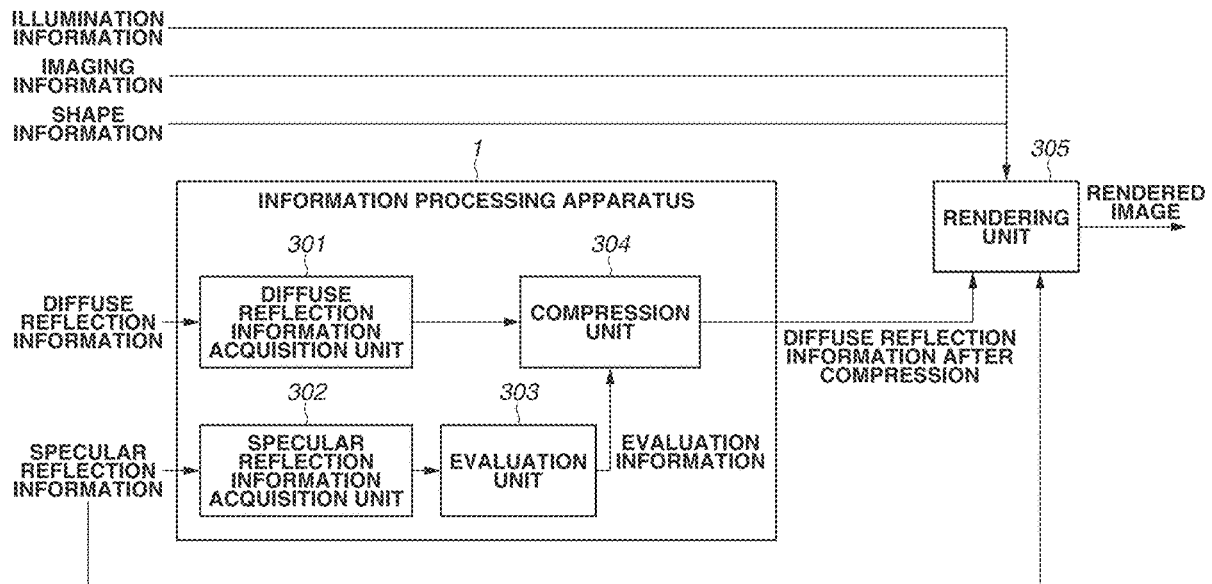 ILLUMINATION
INFORMATION
IMAGING
INFORMATION
SHAPE
INFORMATION
1
305
INFORMATION PROCESSING APPARATUS
RENDERING
UNIT
RENDERED
IMAGE
301
304
DIFFUSE
REFLECTION
INFORMATION
DIFFUSE
REFLECTION
INFORMATION
ACQUISITION UNIT
COMPRESSION
UNIT
DIFFUSE REFLECTION
INFORMATION AFTER
COMPRESSION
302
303
SPECULAR
REFLECTION
INFORMATION
SPECULAR
REFLECTION
INFORMATION
ACQUISITION UNIT
EVALUATION
UNIT
EVALUATION
INFORMATION